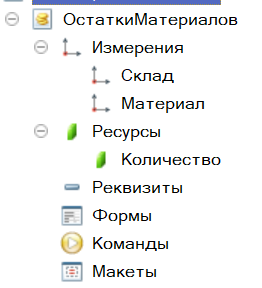 ОстаткиМатериалов
Измерения
Склад
Материал
Ресурсы
Количество
Реквизиты
Формы
Команды
Макеты